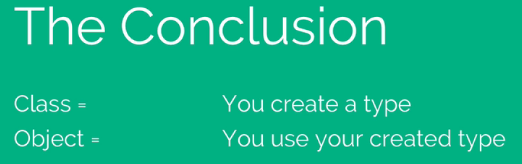 The Conclusion
Class = You create a type
Object = You use your created type